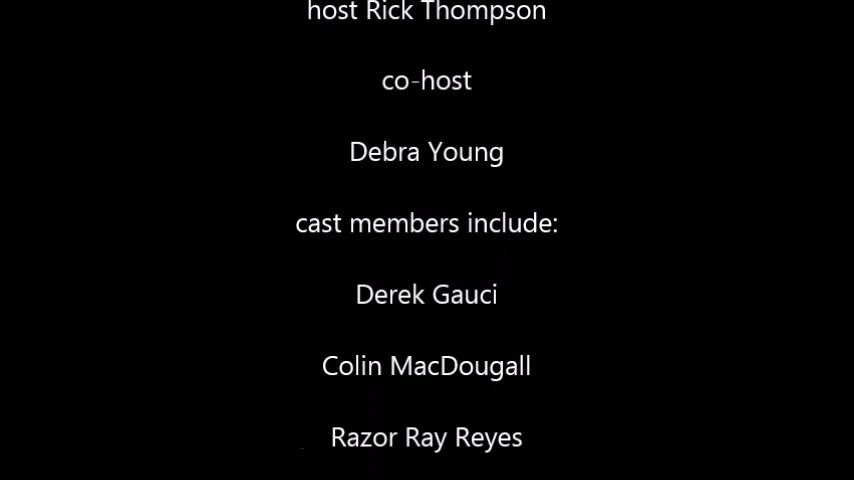 host Rick Thompson
co-host
Debra Young
cast members include:
Derek Gauci
Colin MacDougall
Razor Ray Reyes